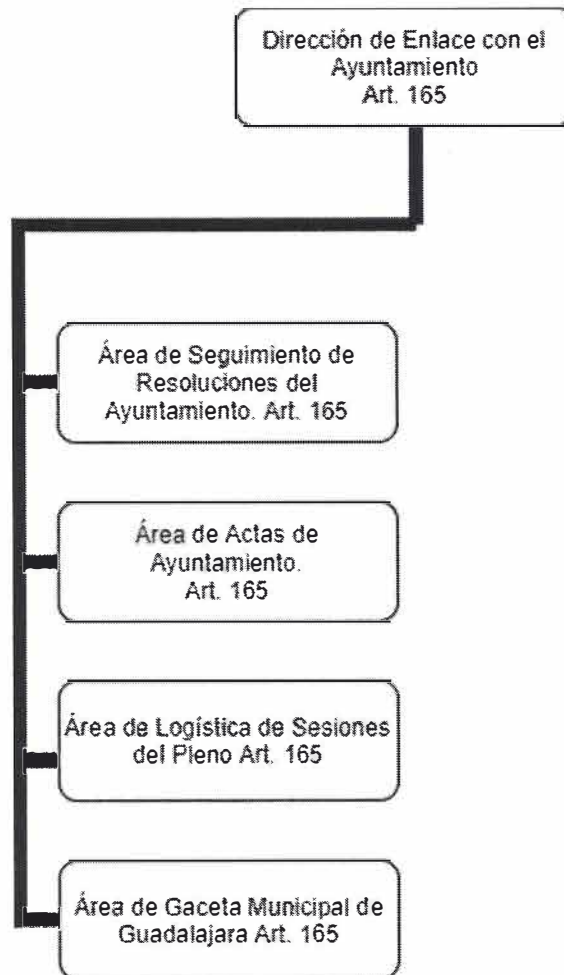 Dirección de Enlace con el
Ayuntamiento
Art. 165
Área de Seguimiento de
Resoluciones del
Ayuntamiento. Art. 165
Área de Actas de
Ayuntamiento.
Art. 165
Área de Logística de Sesiones
del Pleno Art. 165
Área de Gaceta Municipal de
Guadalajara Art. 165